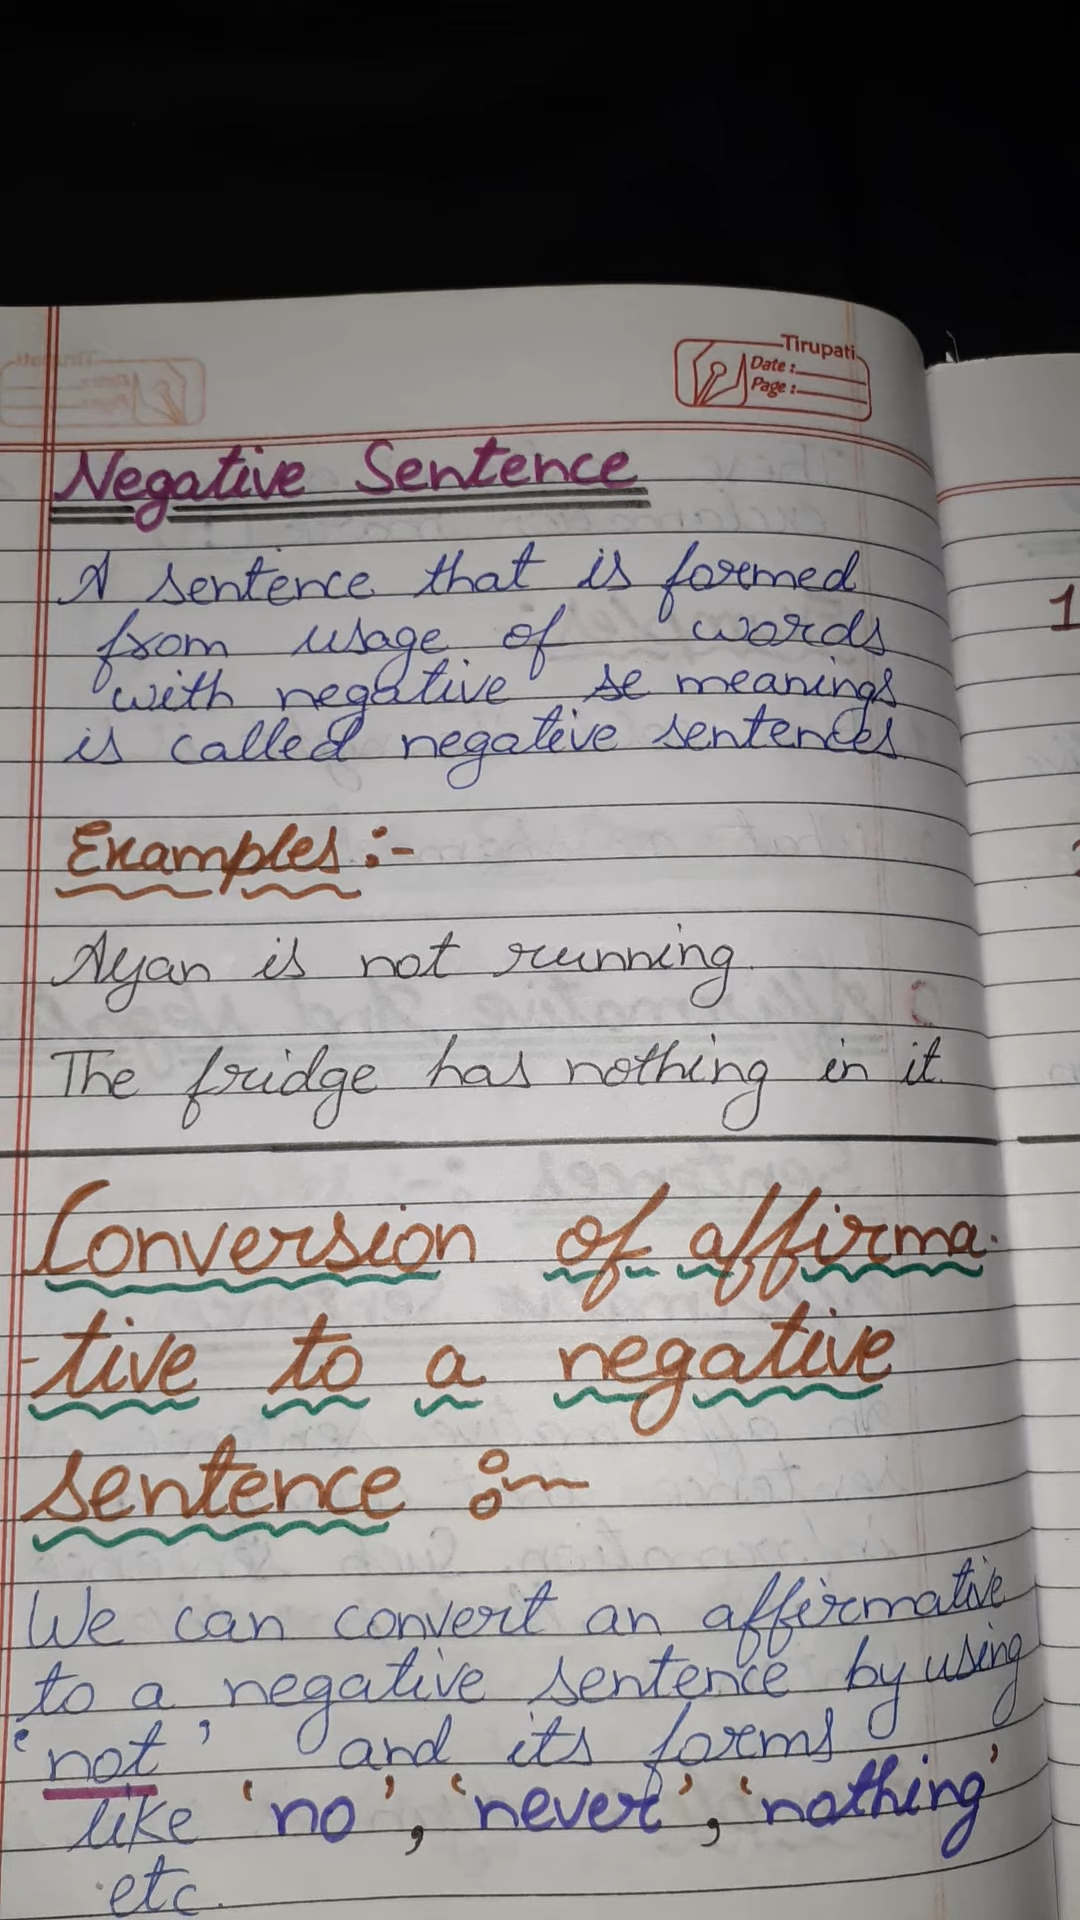 Tirupati
Date :
Page :
Negative Sentence
A sentence that is formed
from usage of words
with negative se meanings
is called negative sentences
Examples :-
Ayan is not running.
The fridge has nothing in it.
Conversion of affirma-
-tive to a negative
sentence :-
We can convert an affirmative
to a negative sentence by using
'not' and its forms
like 'no', 'never', 'nothing'
etc.
1